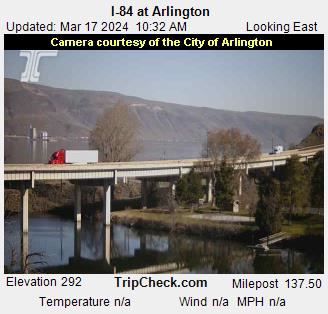 I-84 at Arlington
Updated: Mar 17 2024 10:32 AM Looking East
Camera courtesy of the City of Arlington
Elevation 292 TripCheck.com Milepost 137.50
Temperature n/a Wind n/a MPH n/a